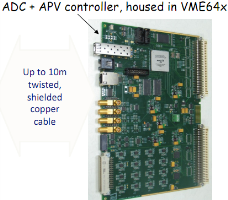 ADC + APV controller, housed in VME64x
Up to 10m
twisted,
shielded
copper
cable